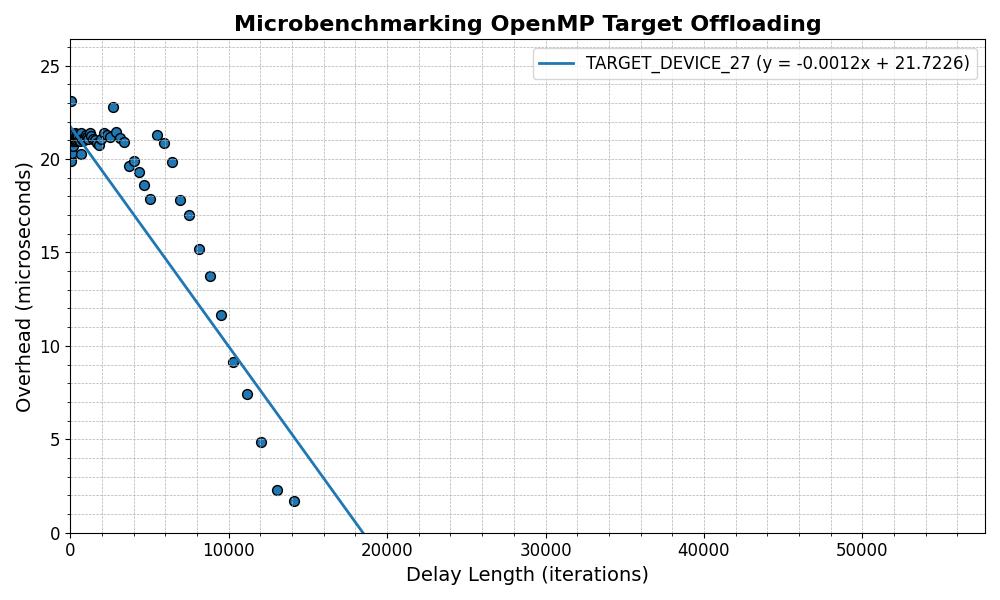 Microbenchmarking OpenMP Target Offloading
TARGET_DEVICE_27 (y = -0.0012x + 21.7226)
Overhead (microseconds)
25
20
15
10
5
0
0 10000 20000 30000 40000 50000
Delay Length (iterations)